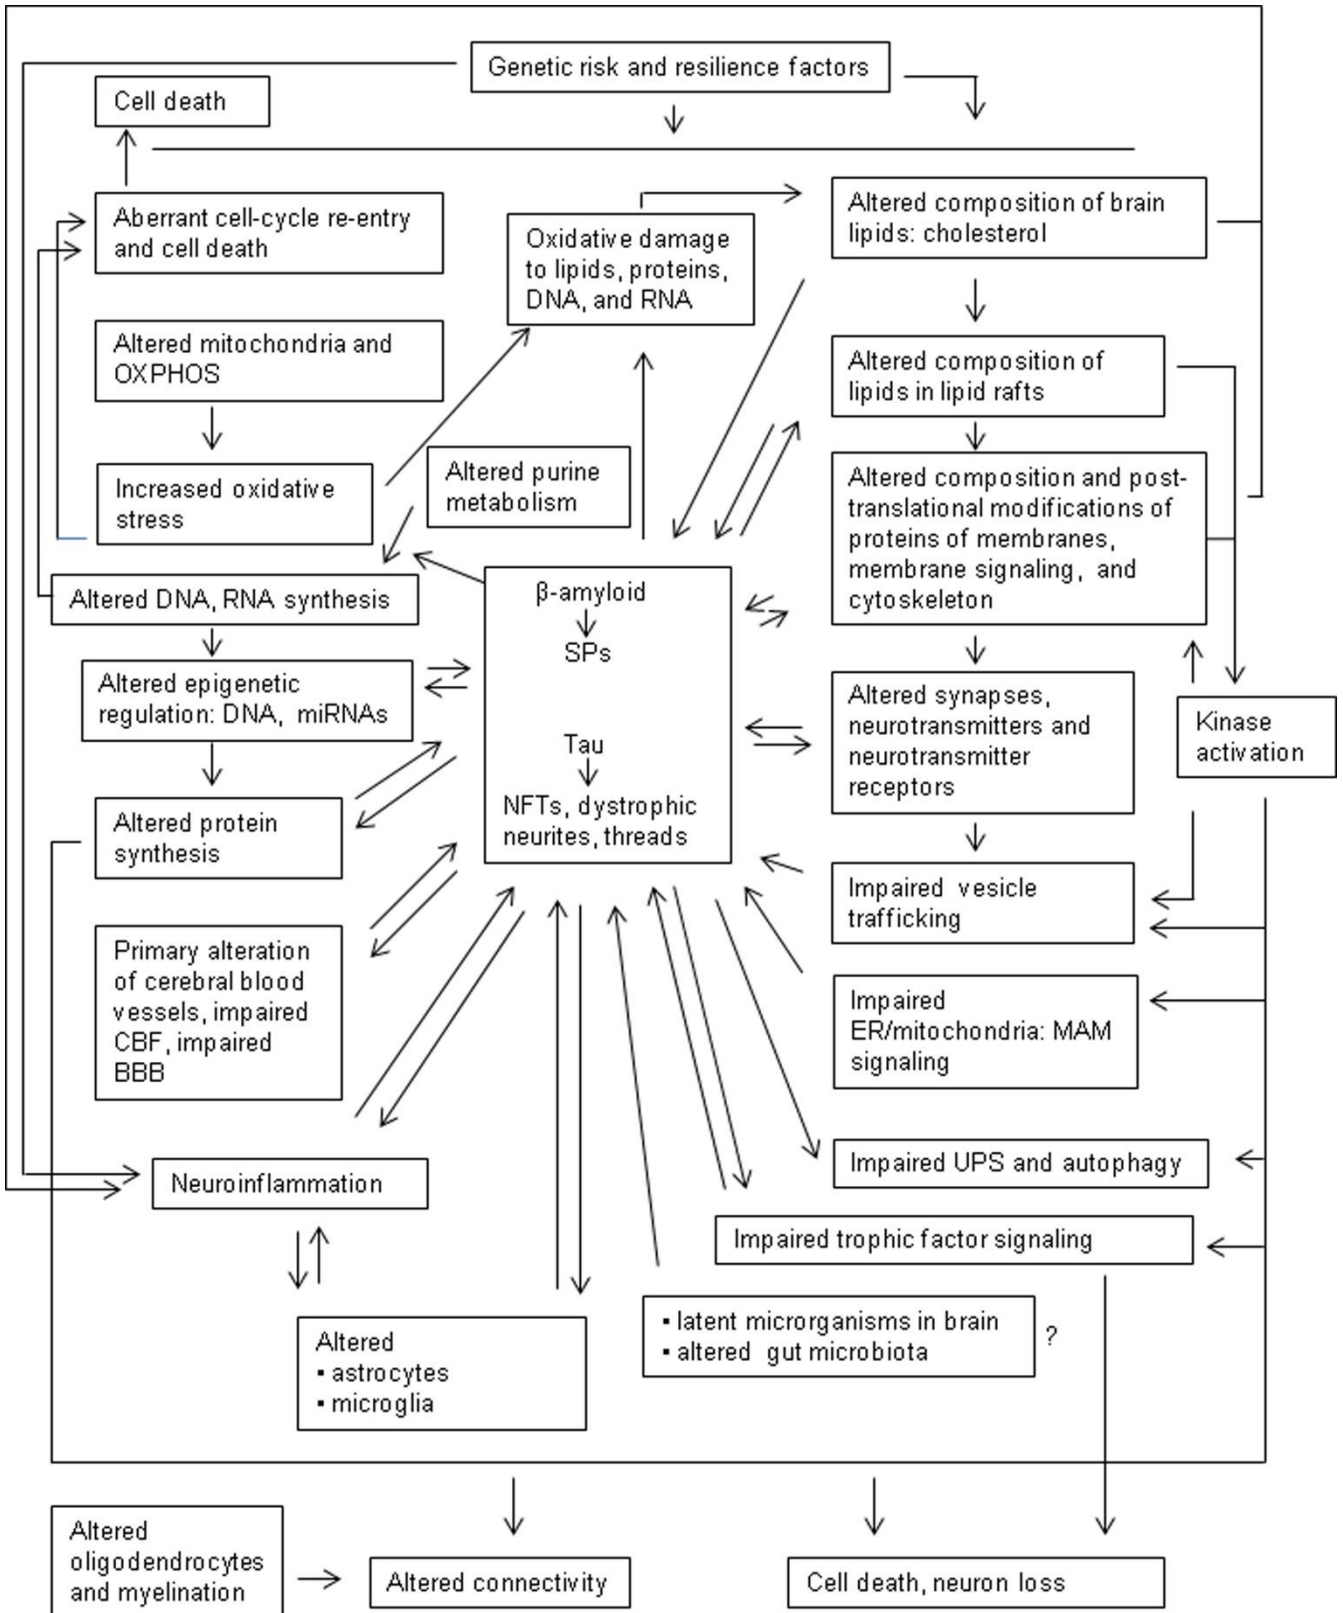 Genetic risk and resilience factors
Cell death
Aberrant cell-cycle re-entry
and cell death
Oxidative damage
to lipids, proteins,
DNA, and RNA
Altered composition of brain
lipids: cholesterol
Altered mitochondria and
OXPHOS
Altered composition of
lipids in lipid rafts
Increased oxidative
stress
Altered purine
metabolism
Altered composition and post-
translational modifications of
proteins of membranes,
membrane signaling, and
cytoskeleton
Altered DNA, RNA synthesis
β-amyloid
SPs
Tau
NFTs, dystrophic
neurites, threads
Altered epigenetic
regulation: DNA, miRNAs
Altered synapses,
neurotransmitters and
neurotransmitter
receptors
Kinase
activation
Altered protein
synthesis
Impaired vesicle
trafficking
Primary alteration
of cerebral blood
vessels, impaired
CBF, impaired
BBB
Impaired
ER/mitochondria: MAM
signaling
Impaired UPS and autophagy
Neuroinflammation
Impaired trophic factor signaling
▪ latent microrganisms in brain
▪ altered gut microbiota
?
Altered
▪ astrocytes
▪ microglia
Altered
oligodendrocytes
and myelination
Altered connectivity
Cell death, neuron loss